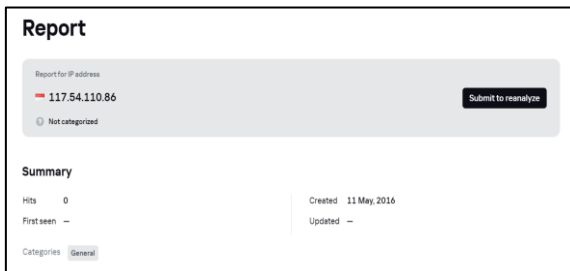 Report
Report for IP address
117.54.110.86
Submit to reanalyze
Not categorized
Summary
Hits 0
Created 11 May, 2016
First seen —
Updated —
Categories General